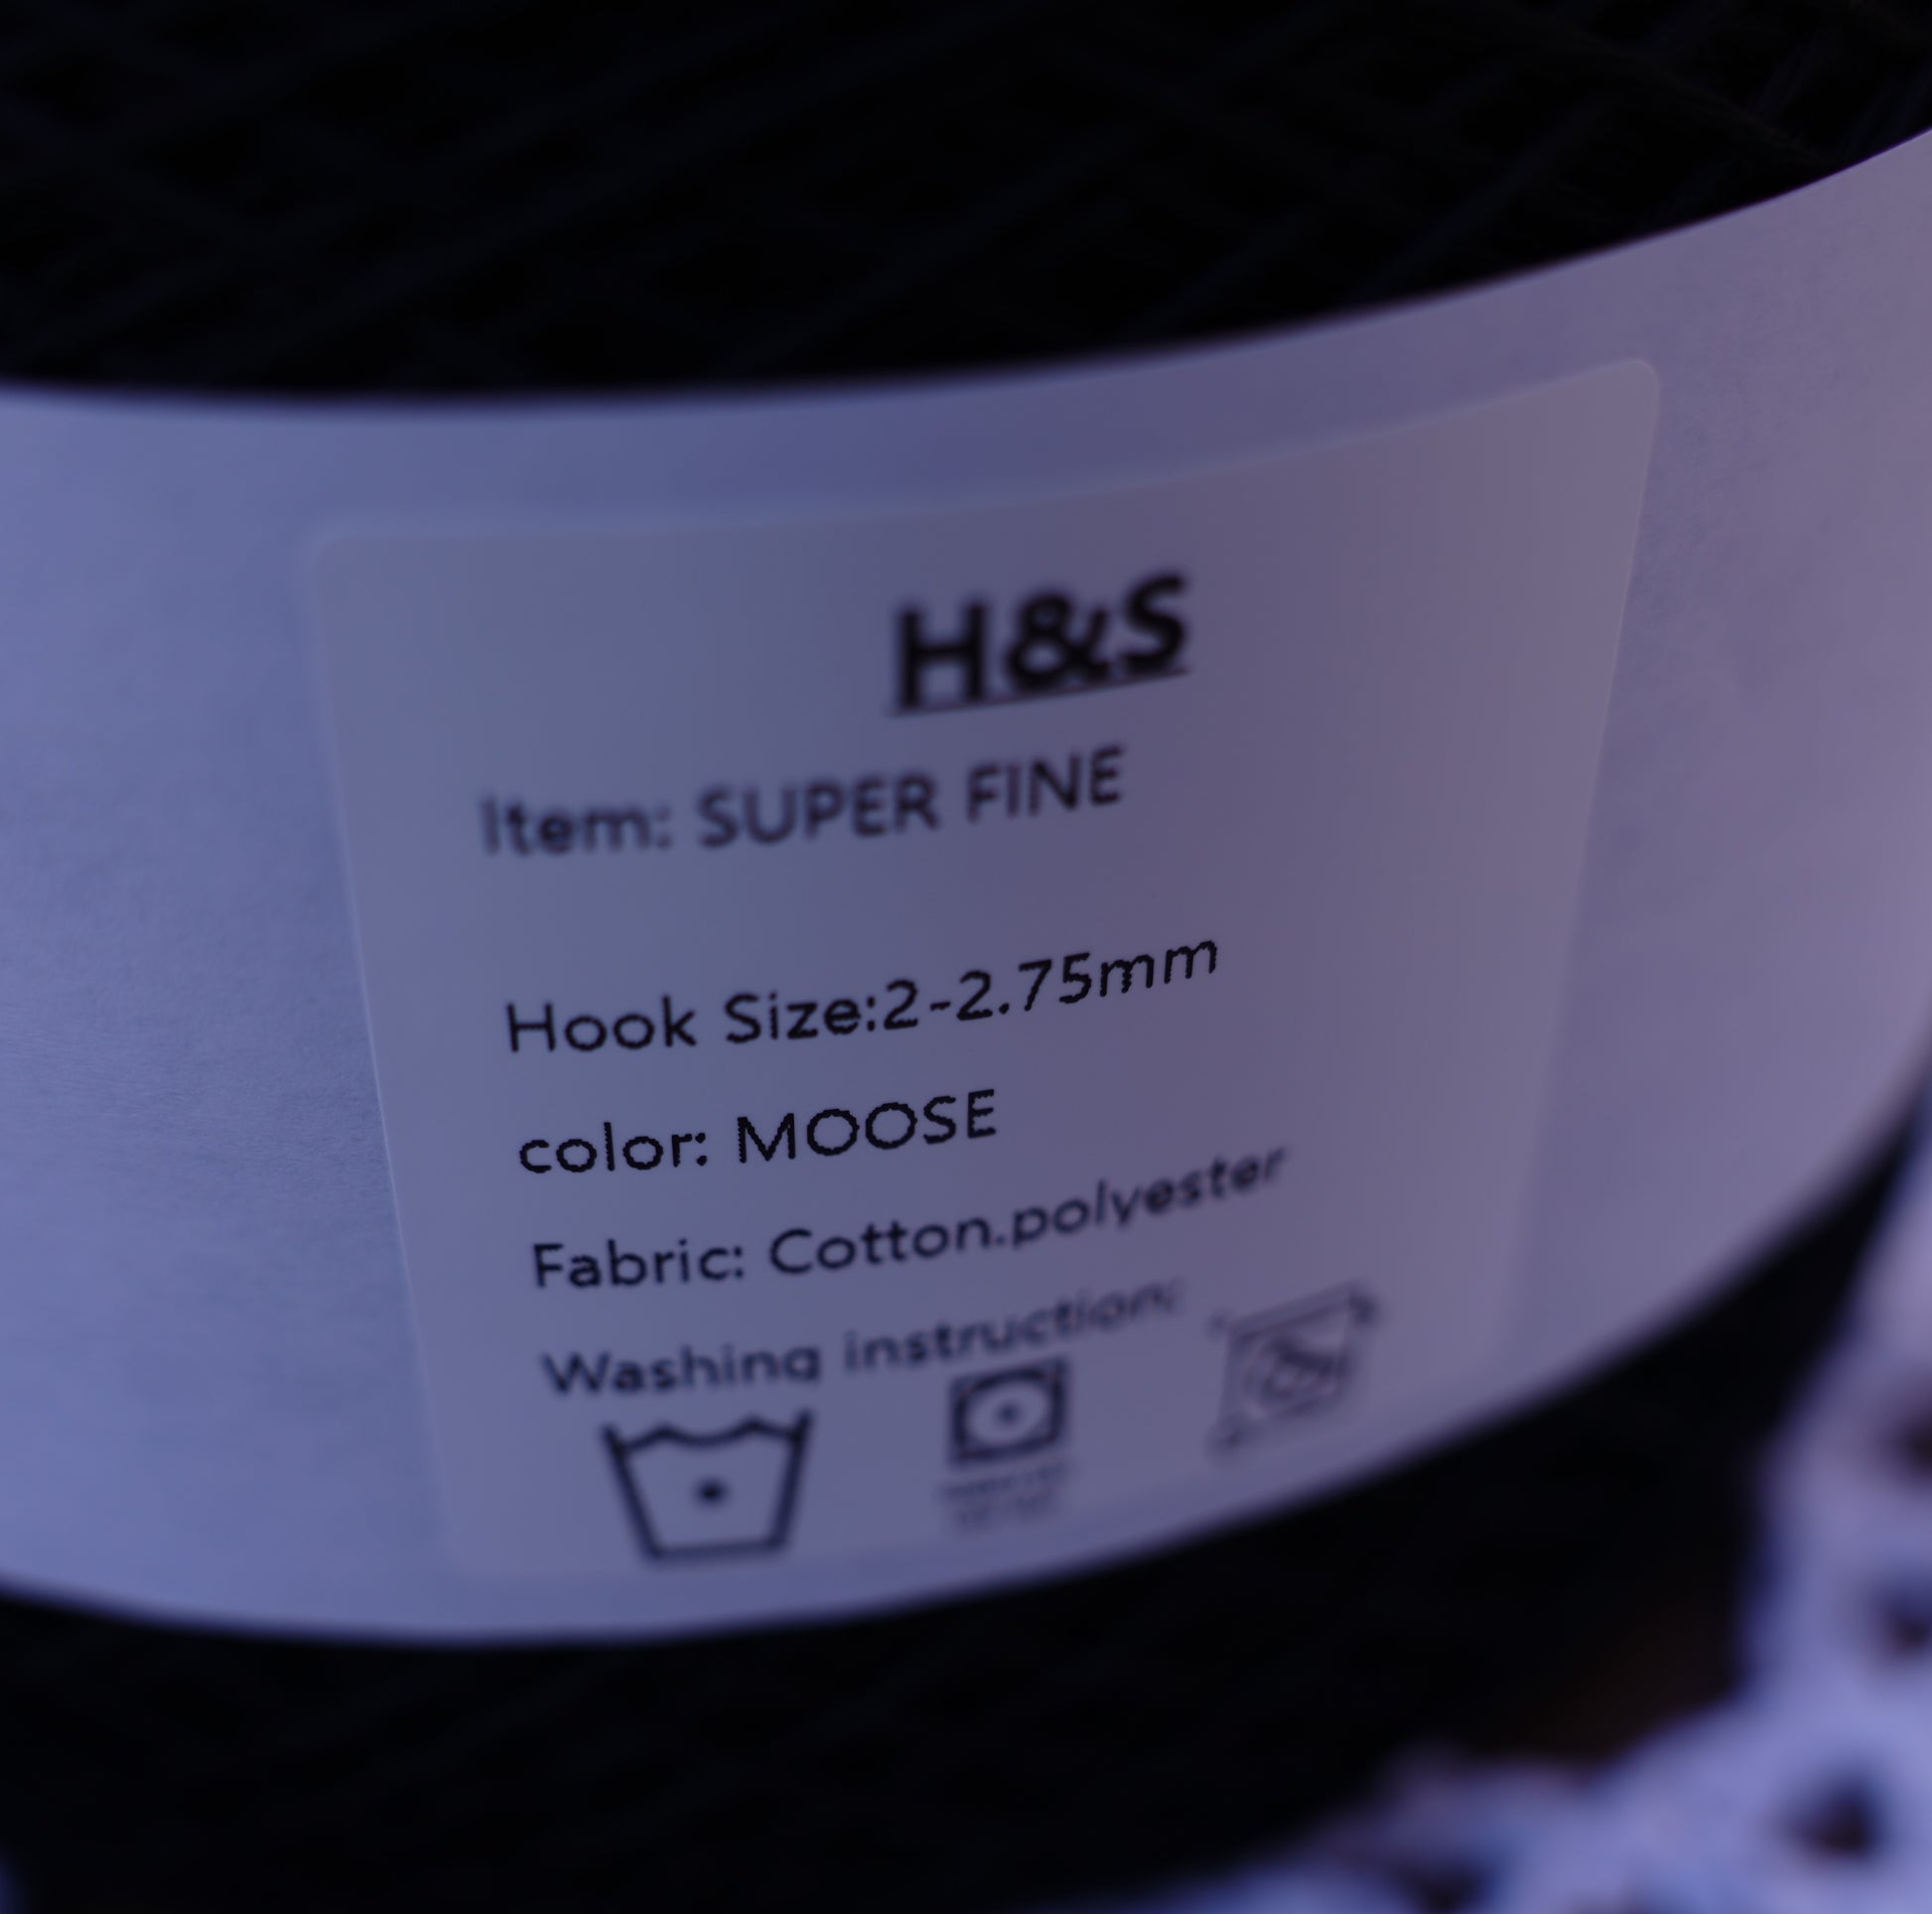 H&S
Item: SUPER FINE
Hook Size:2-2.75mm
color: MOOSE
Fabric: Cotton.polyester
Washing instruction: